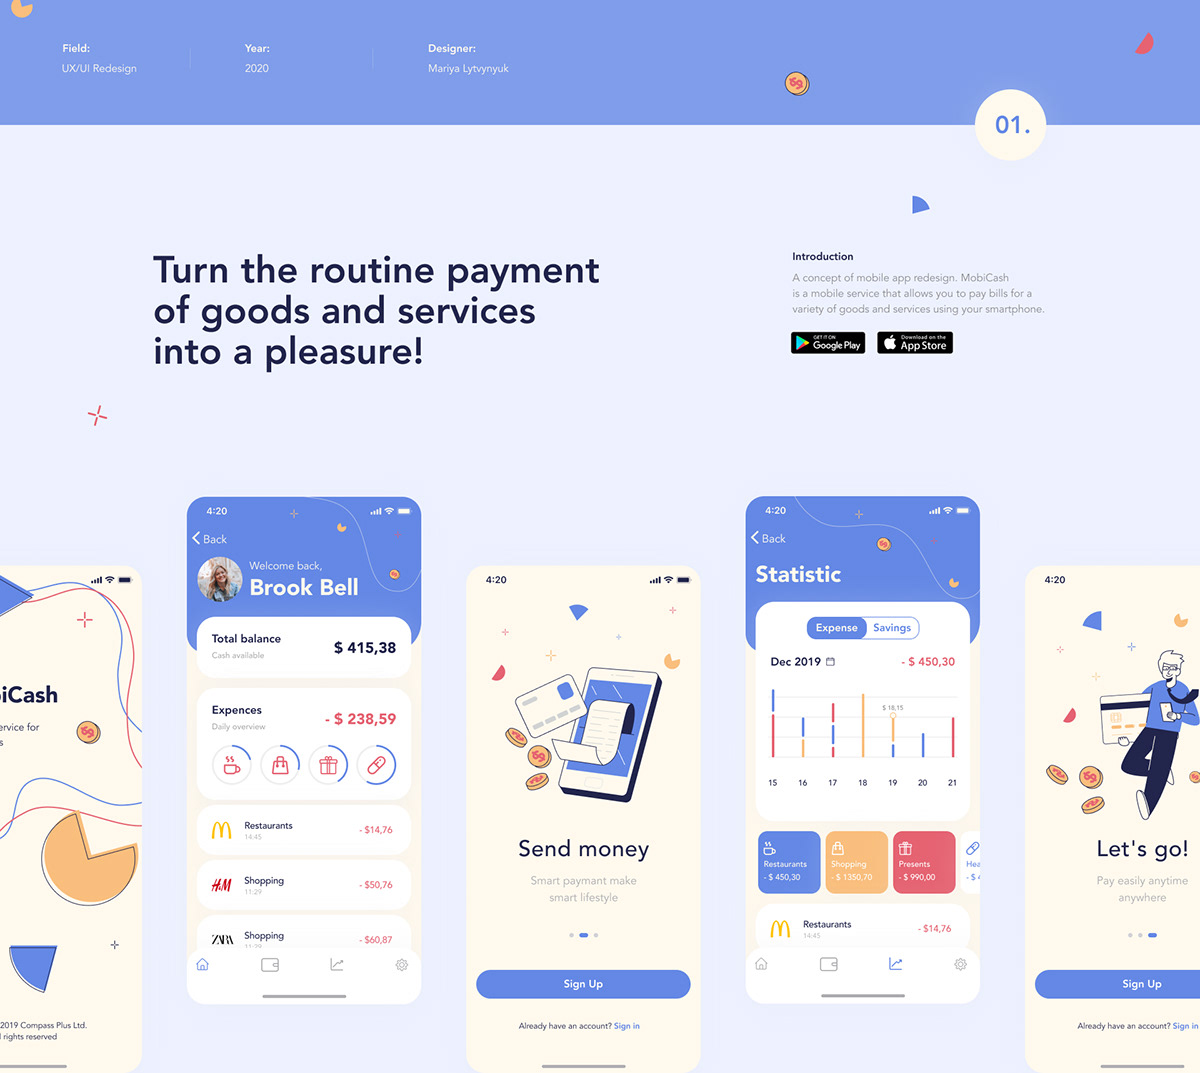 Field:
UX/UI Redesign
Year:
2020
Designer:
Mariya Lytvynyuk
01.
Turn the routine payment
of goods and services
into a pleasure!
Introduction
A concept of mobile app redesign. MobiCash
is a mobile service that allows you to pay bills for a
variety of goods and services using your smartphone.
GET IT ON
Google Play
Download on the
App Store
biCash
ervice for
s
2019 Compass Plus Ltd.
l rights reserved
4:20
Back
Welcome back,
Brook Bell
Total balance
Cash available
$ 415,38
Expences
Daily overview
- $ 238,59
Restaurants
14:45
- $14,76
H&M
Shopping
11:29
- $50,76
ZARA
Shopping
11:29
- $60,87
4:20
Send money
Smart paymant make
smart lifestyle
Sign Up
Already have an account? Sign in
4:20
Back
Statistic
Expense
Savings
Dec 2019
- $ 450,30
$ 18,15
15 16 17 18 19 20 21
Restaurants
- $ 450,30
Shopping
- $ 1350,70
Presents
- $ 990,00
Hea
- $ 4
Restaurants
14:45
- $14,76
4:20
Let's go!
Pay easily anytime
anywhere
Sign Up
Already have an account? Sign in